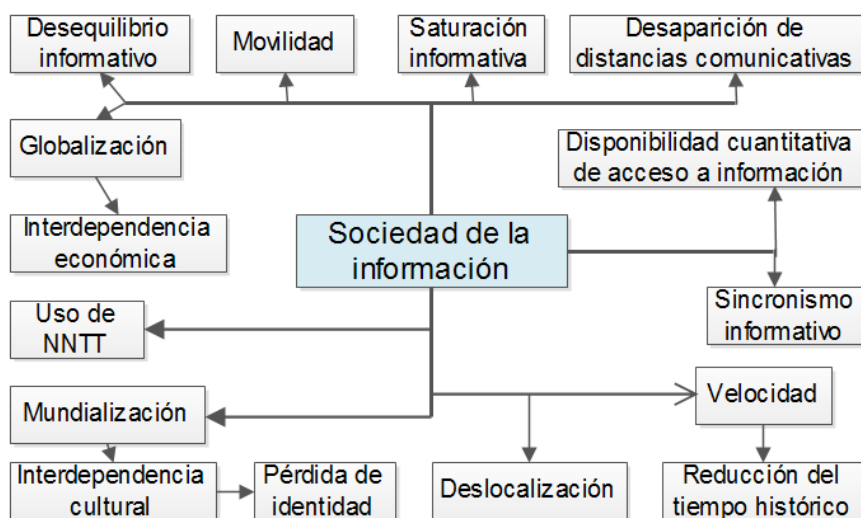 Desequilibrio
informativo
Movilidad
Saturación
informativa
Desaparición de
distancias comunicativas
Globalización
Disponibilidad cuantitativa
de acceso a información
Interdependencia
económica
Sociedad de la
información
Uso de
NNTT
Sincronismo
informativo
Mundialización
Velocidad
Interdependencia
cultural
Pérdida de
identidad
Deslocalización
Reducción del
tiempo histórico